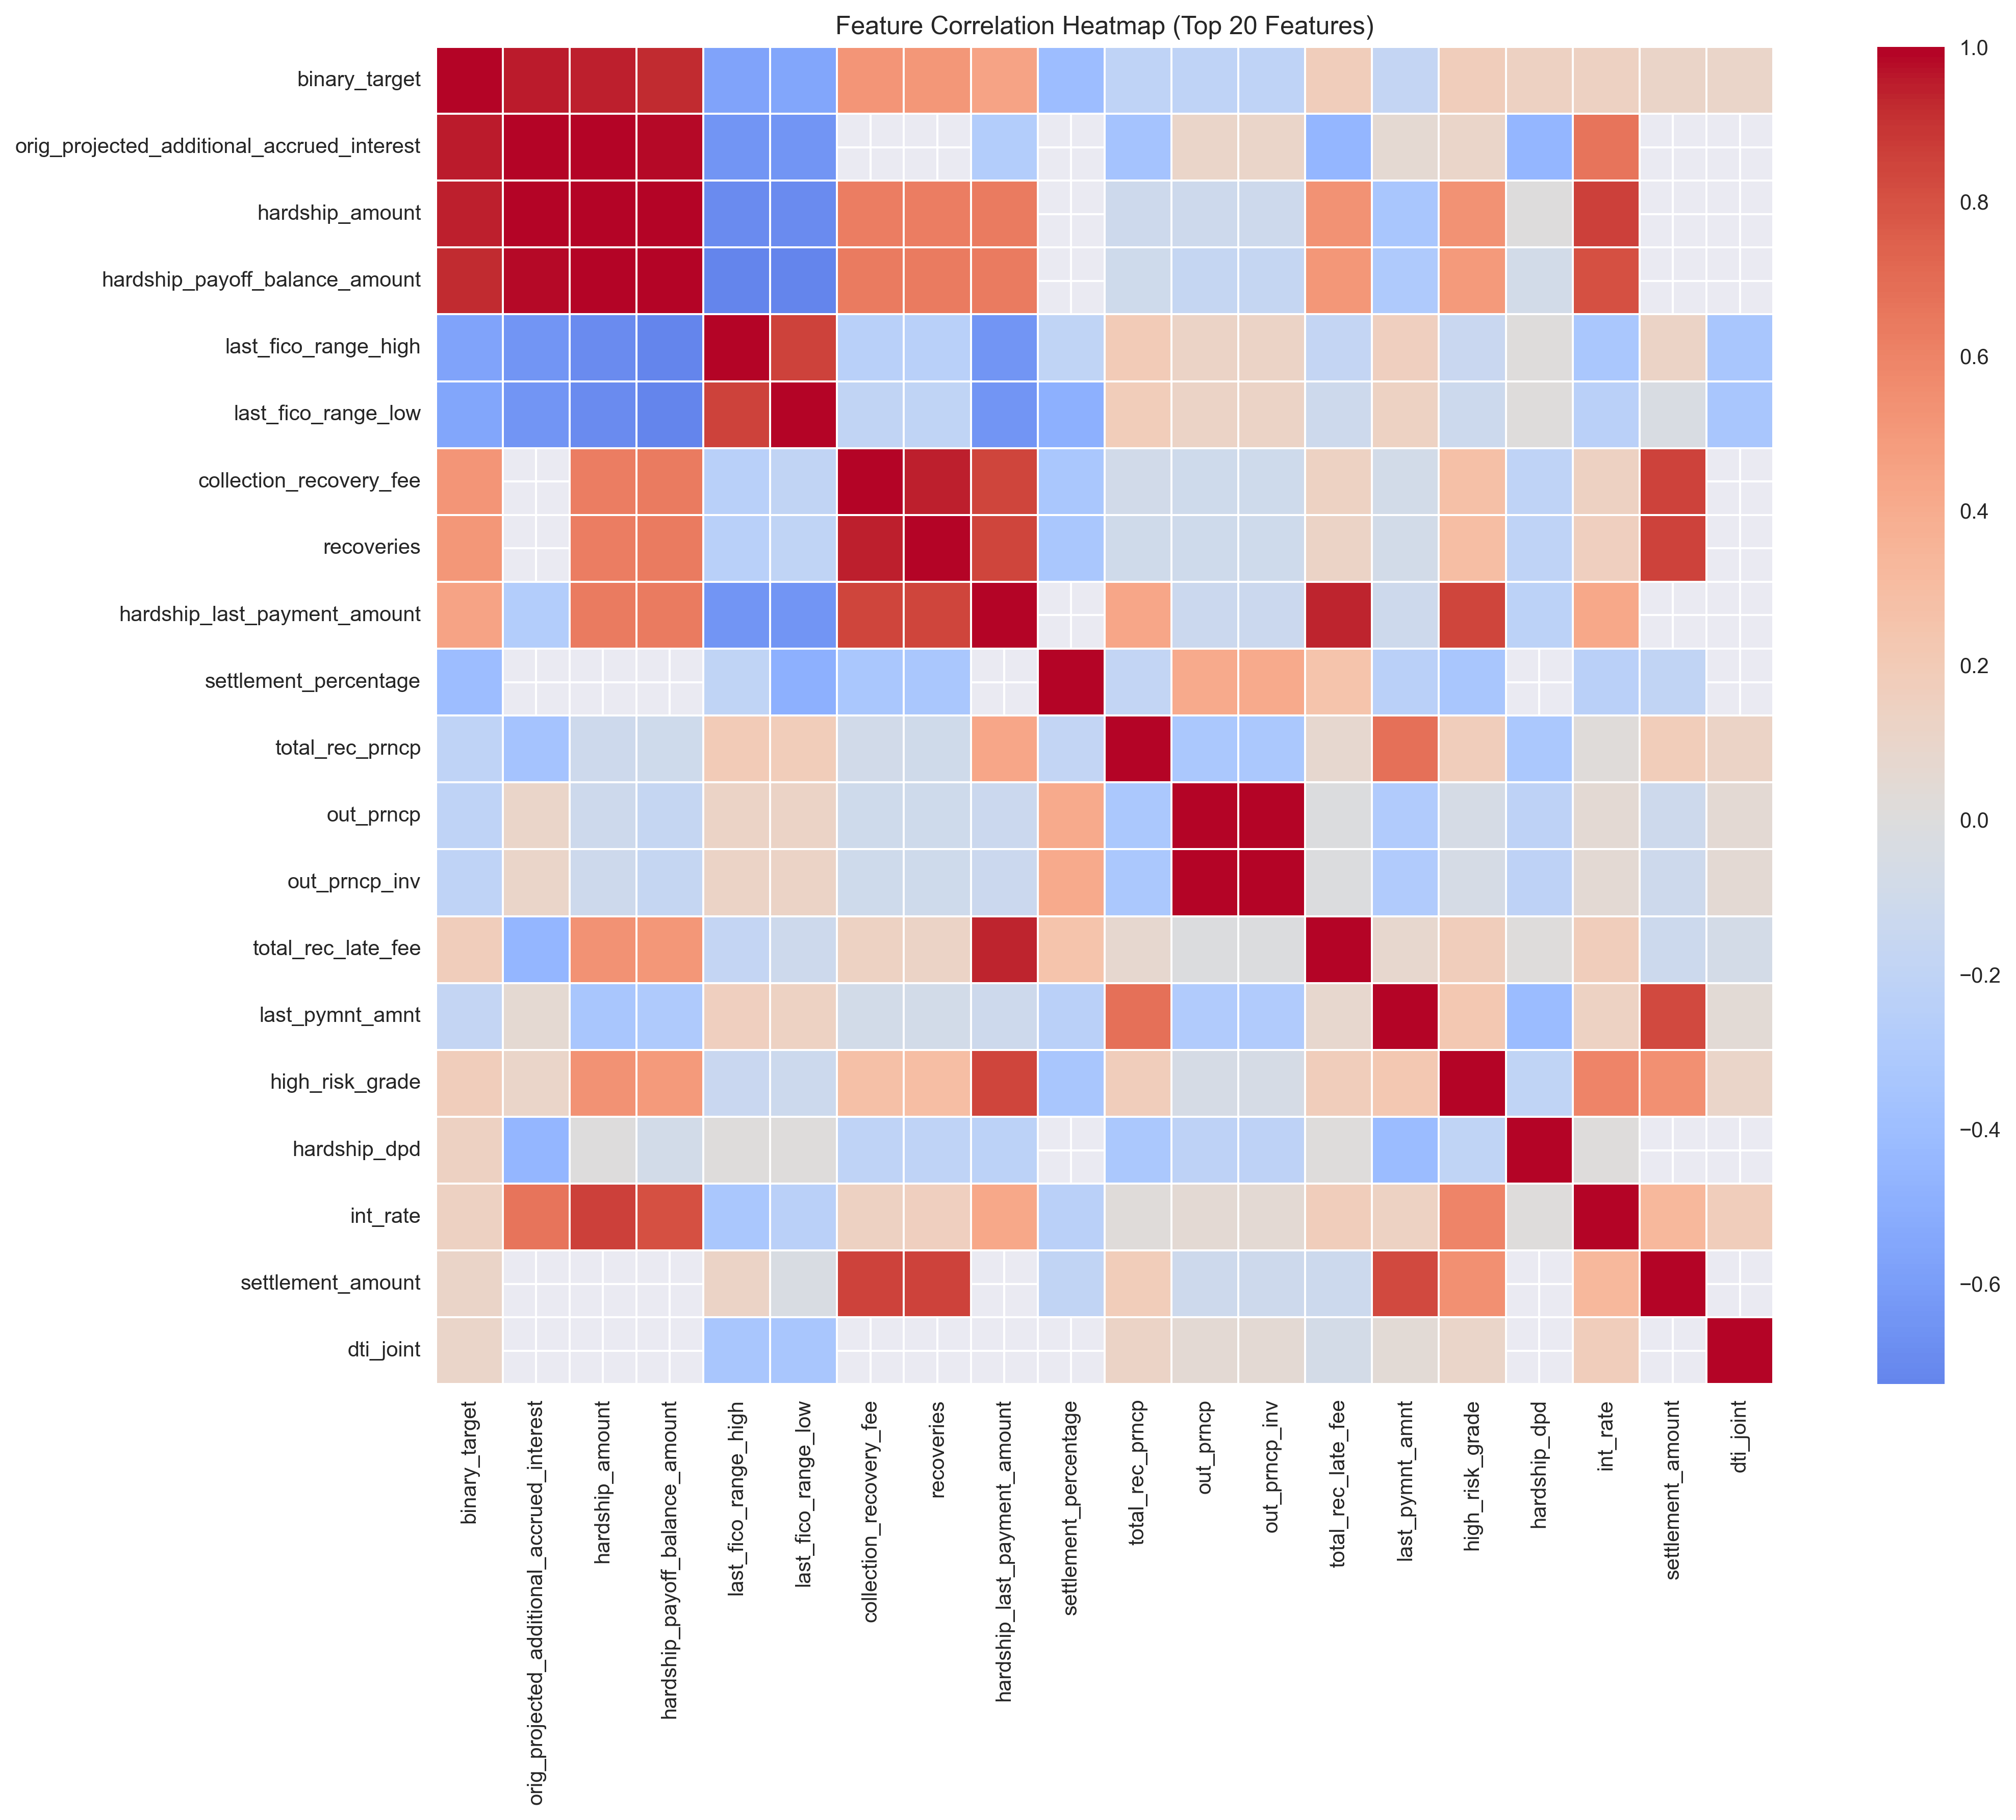 Feature Correlation Heatmap (Top 20 Features)
binary_target
orig_projected_additional_accrued_interest
hardship_amount
hardship_payoff_balance_amount
last_fico_range_high
last_fico_range_low
collection_recovery_fee
recoveries
hardship_last_payment_amount
settlement_percentage
total_rec_prncp
out_prncp
out_prncp_inv
total_rec_late_fee
last_pymnt_amnt
high_risk_grade
hardship_dpd
int_rate
settlement_amount
dti_joint
binary_target
orig_projected_additional_accrued_interest
hardship_amount
hardship_payoff_balance_amount
last_fico_range_high
last_fico_range_low
collection_recovery_fee
recoveries
hardship_last_payment_amount
settlement_percentage
total_rec_prncp
out_prncp
out_prncp_inv
total_rec_late_fee
last_pymnt_amnt
high_risk_grade
hardship_dpd
int_rate
settlement_amount
dti_joint
1.0
0.8
0.6
0.4
0.2
0.0
−0.2
−0.4
−0.6